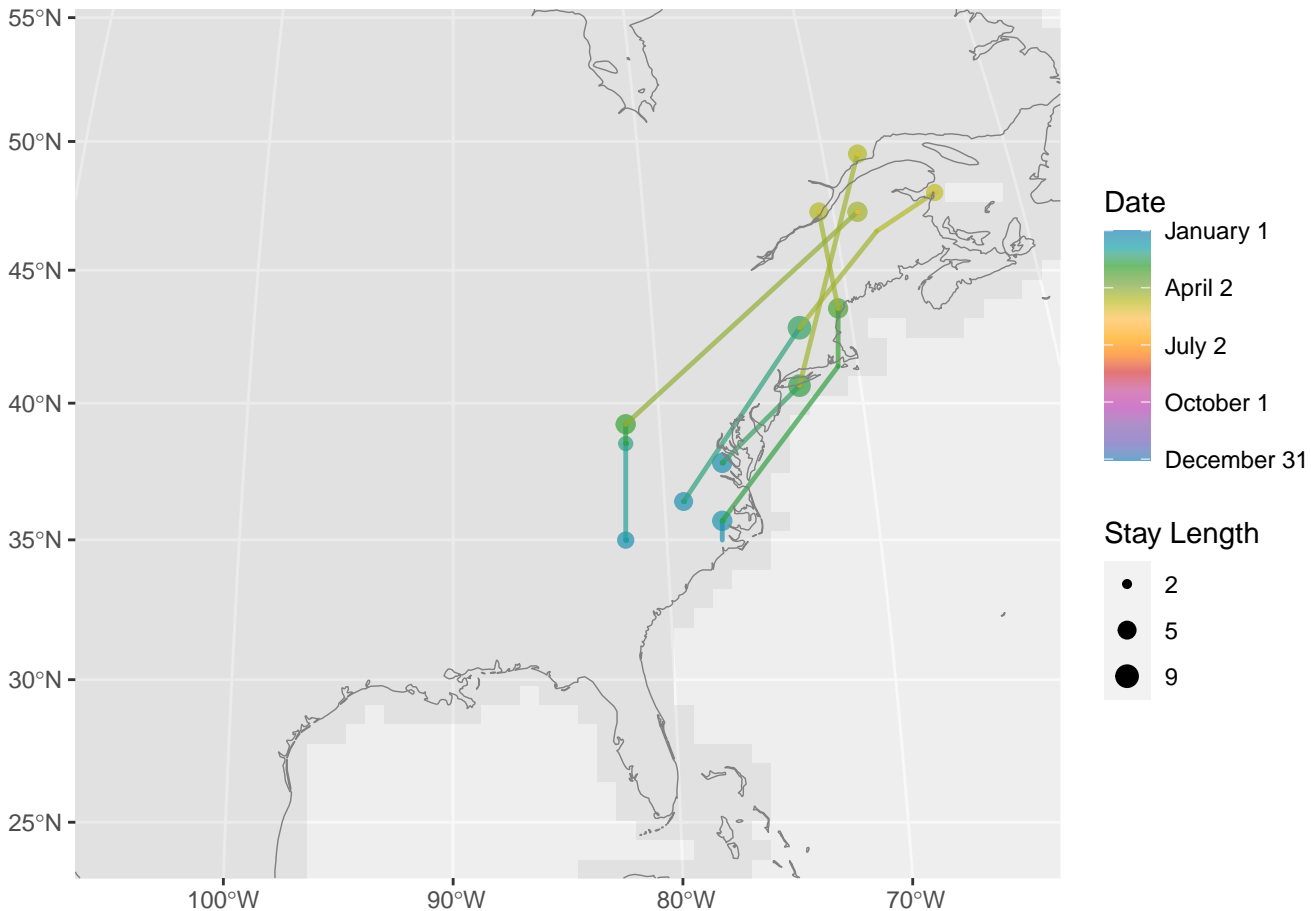 55°N
50°N
45°N
40°N
35°N
30°N
25°N
100°W
90°W
80°W
70°W
Date
January 1
April 2
July 2
October 1
December 31
Stay Length
2
5
9